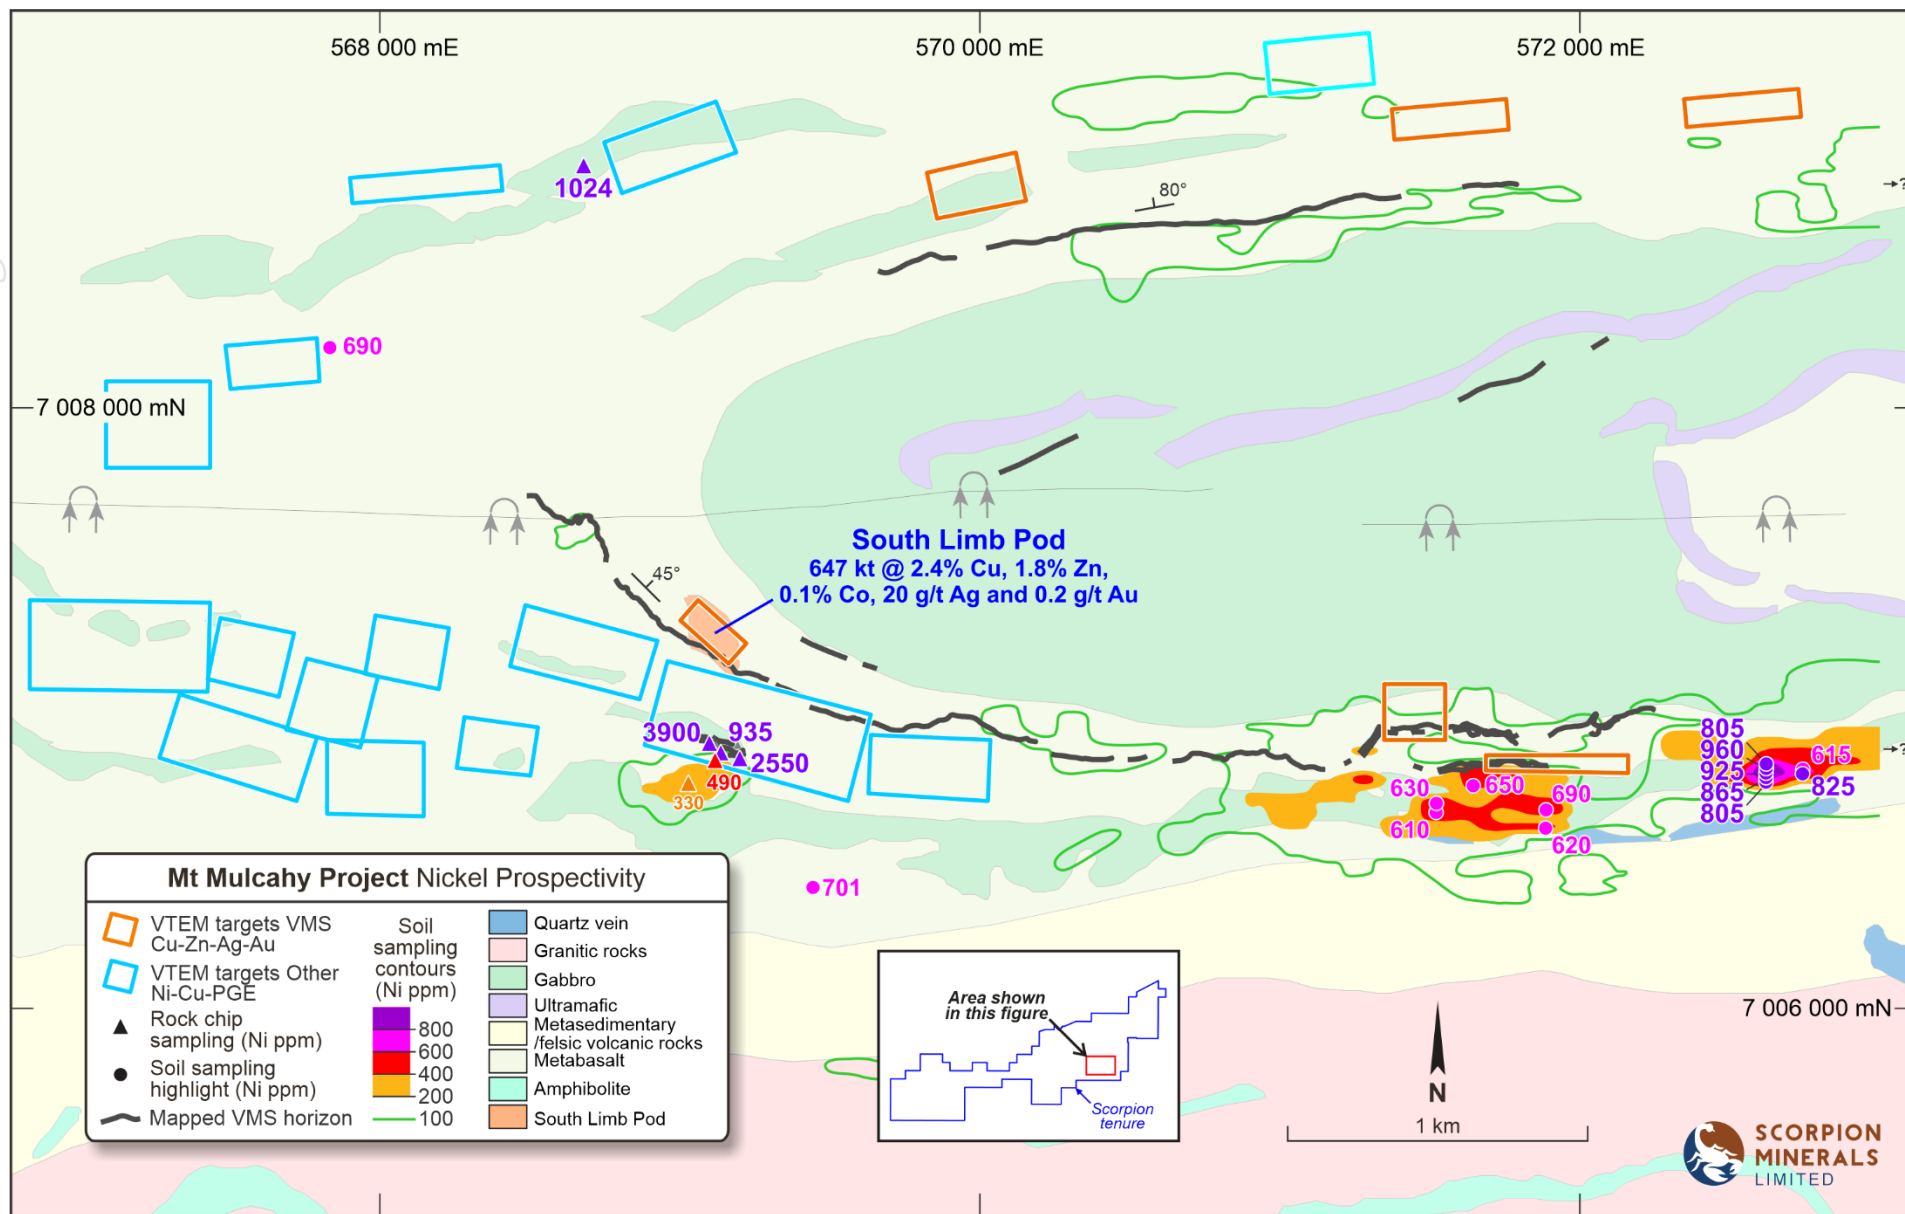 568 000 mE
570 000 mE
572 000 mE
1024
80°
?
690
7 008 000 mN
South Limb Pod
647 kt @ 2.4% Cu, 1.8% Zn,
0.1% Co, 20 g/t Ag and 0.2 g/t Au
45°
3900
935
2550
490
330
805
960
925
865
805
615
825
?
630
650
690
610
620
701
Mt Mulcahy Project Nickel Prospectivity
VTEM targets VMS
Cu-Zn-Ag-Au
VTEM targets Other
Ni-Cu-PGE
Rock chip
sampling (Ni ppm)
Soil sampling
highlight (Ni ppm)
Mapped VMS horizon
Soil
sampling
contours
(Ni ppm)
800
600
400
200
100
Quartz vein
Granitic rocks
Gabbro
Ultramafic
Metasedimentary
/felsic volcanic rocks
Metabasalt
Amphibolite
South Limb Pod
Area shown
in this figure
Scorpion
tenure
7 006 000 mN
N
1 km
SCORPION
MINERALS
LIMITED